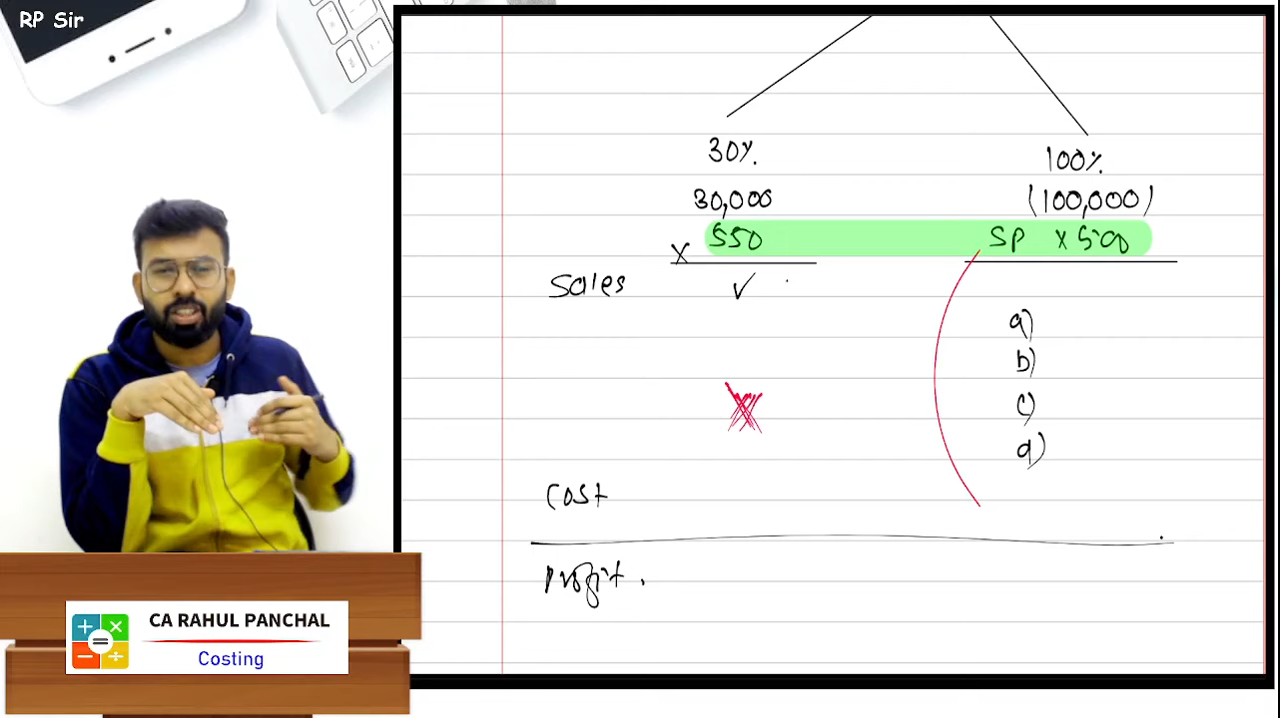 RP Sir
30% 100%
30,000 (100,000)
x 550 SP x 500
Sales ✓
a)
b)
c)
d)
Cost
Profit.
CA RAHUL PANCHAL
Costing